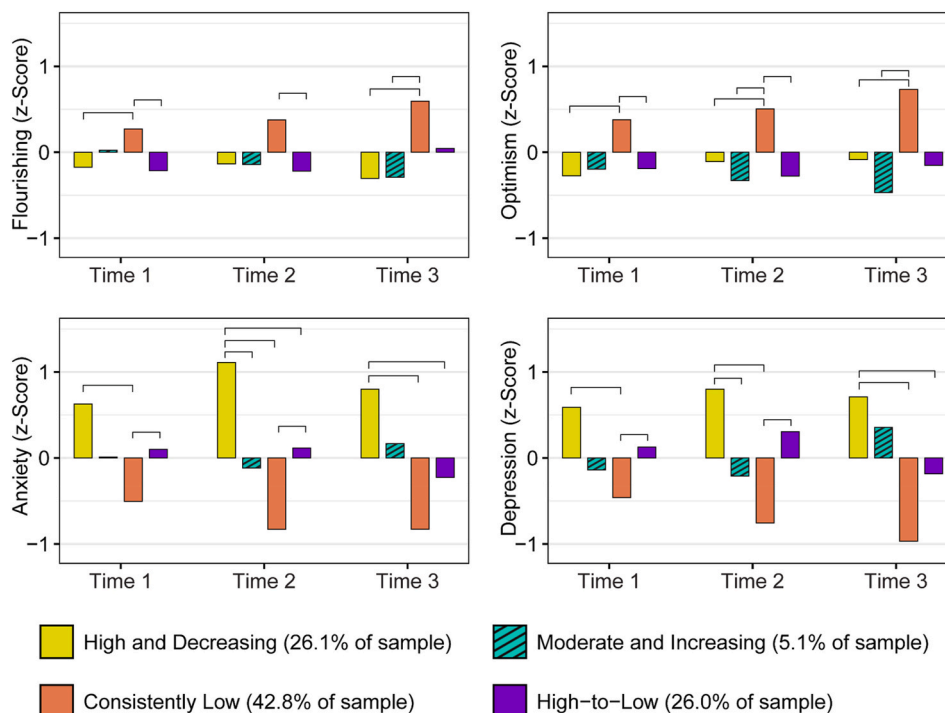 Flourishing (z-Score)
1
0
−1
Time 1 Time 2 Time 3
Optimism (z-Score)
1
0
−1
Time 1 Time 2 Time 3
Anxiety (z-Score)
1
0
−1
Time 1 Time 2 Time 3
Depression (z-Score)
1
0
−1
Time 1 Time 2 Time 3
High and Decreasing (26.1% of sample)
Moderate and Increasing (5.1% of sample)
Consistently Low (42.8% of sample)
High−to−Low (26.0% of sample)